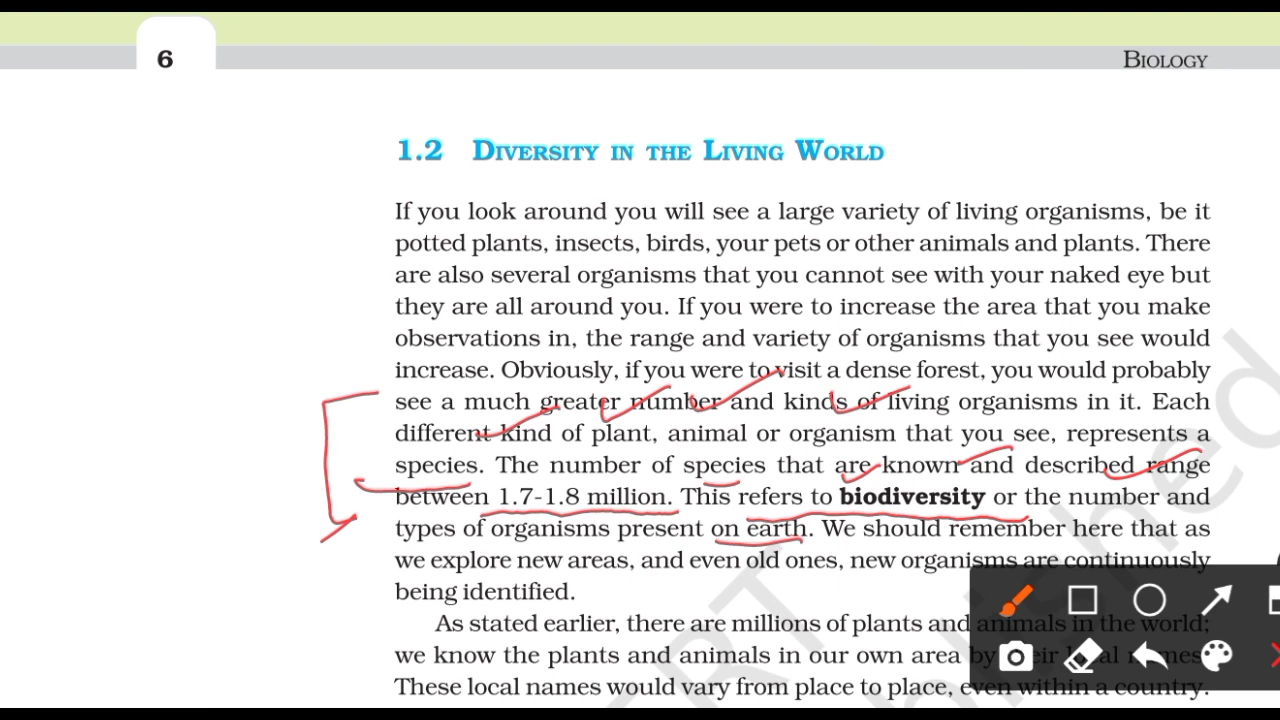 6
BIOLOGY
1.2 DIVERSITY IN THE LIVING WORLD
If you look around you will see a large variety of living organisms, be it
potted plants, insects, birds, your pets or other animals and plants. There
are also several organisms that you cannot see with your naked eye but
they are all around you. If you were to increase the area that you make
observations in, the range and variety of organisms that you see would
increase. Obviously, if you were to visit a dense forest, you would probably
see a much greater number and kinds of living organisms in it. Each
different kind of plant, animal or organism that you see, represents a
species. The number of species that are known and described range
between 1.7-1.8 million. This refers to biodiversity or the number and
types of organisms present on earth. We should remember here that as
we explore new areas, and even old ones, new organisms are continuously
being identified.
As stated earlier, there are millions of plants and animals in the world;
we know the plants and animals in our own area by their local names
These local names would vary from place to place, even within a country.